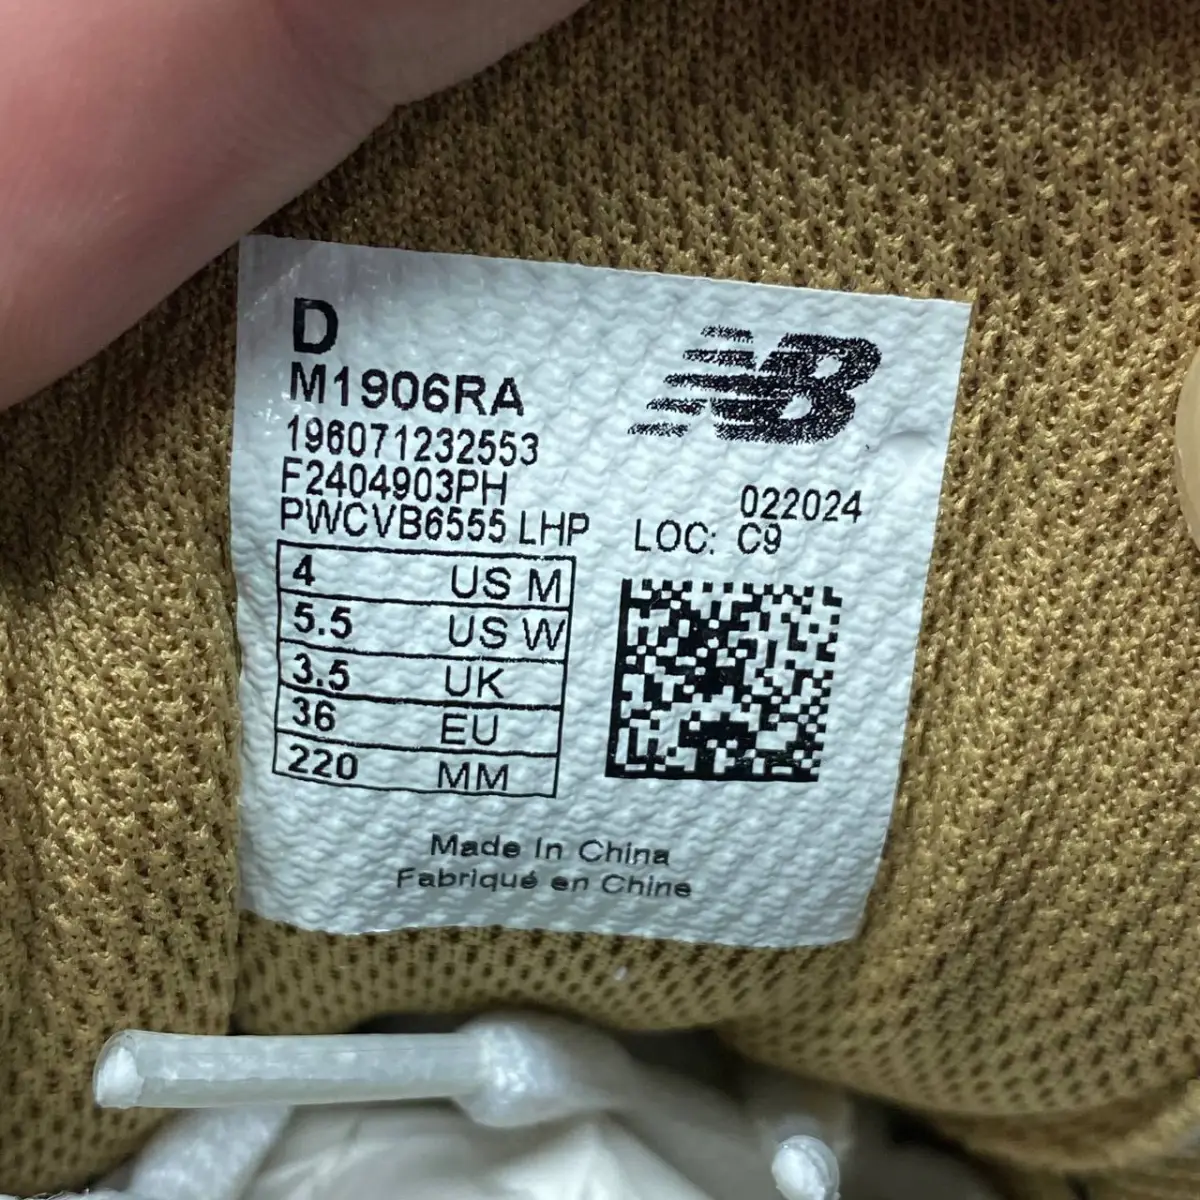 D
M1906RA
NB
196071232553
F2404903PH
022024
PWCVB6555 LHP
LOC: C9
4 US M
5.5 US W
3.5 UK
36 EU
220 MM
Made In China
Fabriqué en Chine